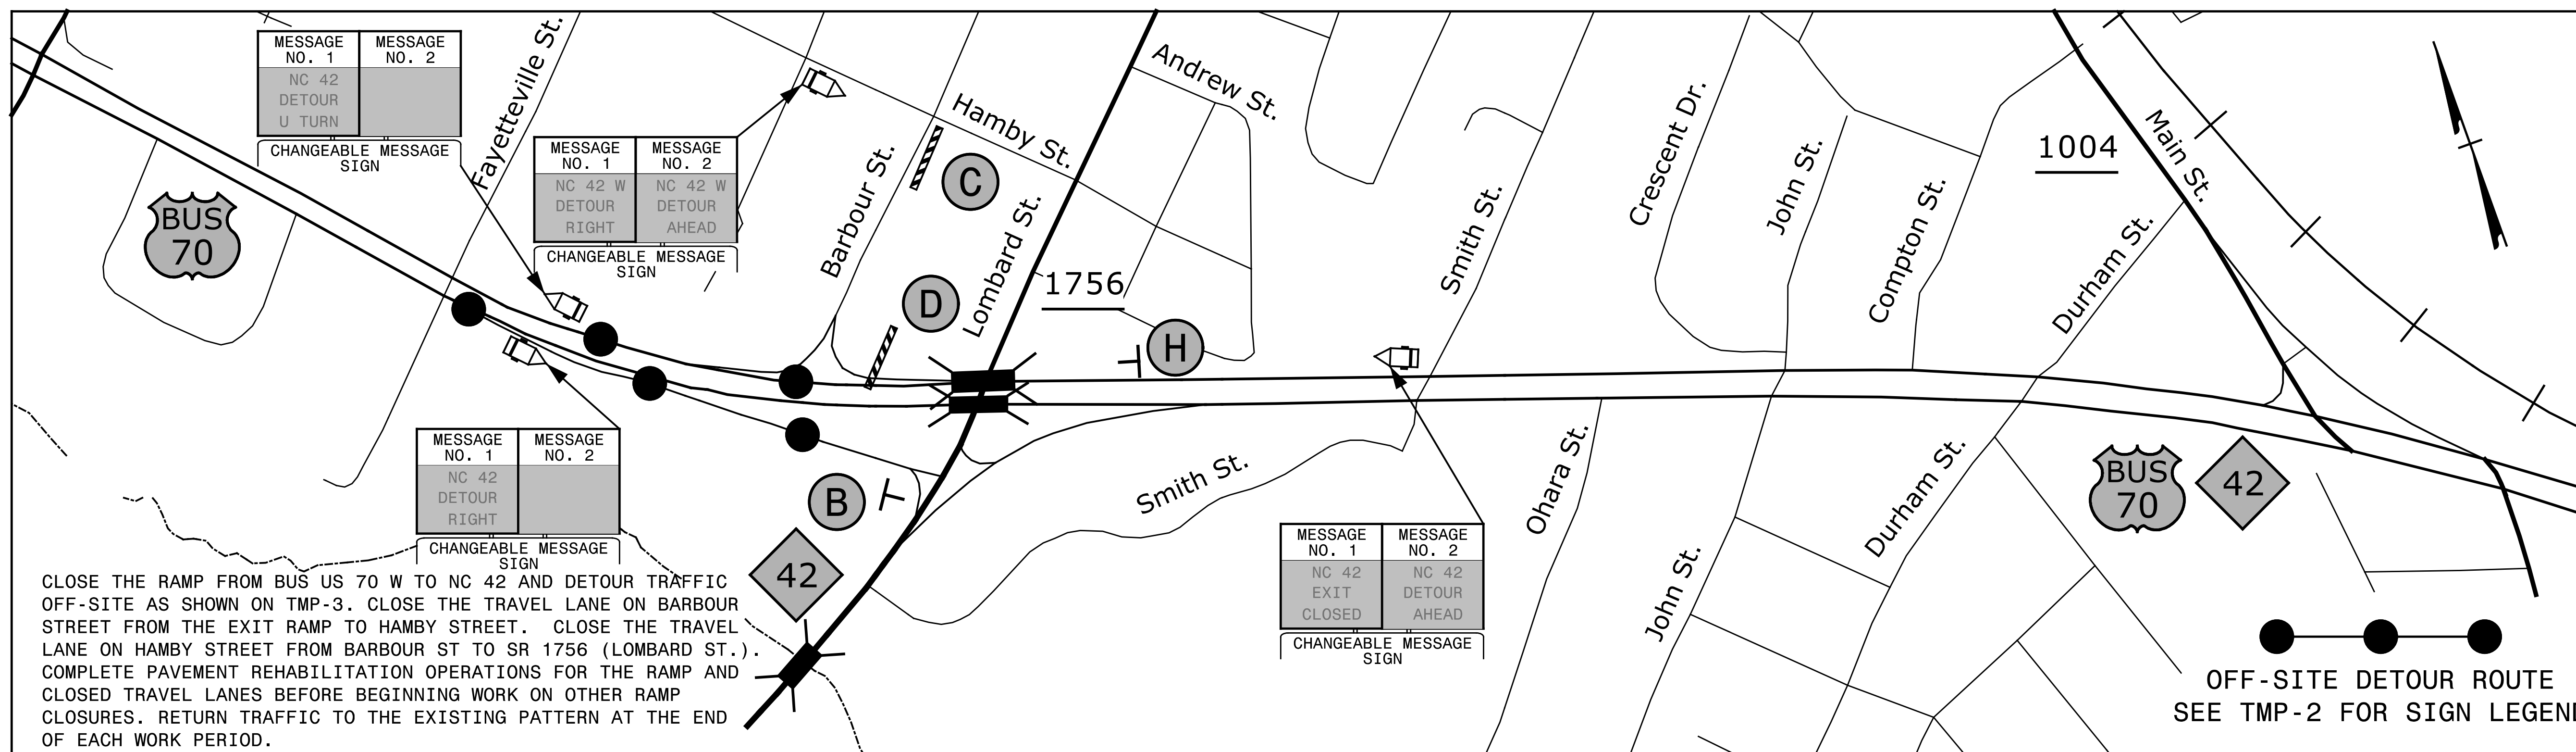 MESSAGE NO. 1
MESSAGE NO. 2
NC 42
DETOUR
U TURN
CHANGEABLE MESSAGE
SIGN
Fayetteville St.
MESSAGE NO. 1
MESSAGE NO. 2
NC 42 W
DETOUR
RIGHT
NC 42 W
DETOUR
AHEAD
CHANGEABLE MESSAGE
SIGN
BUS
70
Barbour St.
Hamby St.
Andrew St.
C
D
Lombard St.
1756
H
Smith St.
Crescent Dr.
John St.
Compton St.
1004
Main St.
Durham St.
MESSAGE NO. 1
MESSAGE NO. 2
NC 42
DETOUR
RIGHT
CHANGEABLE MESSAGE
SIGN
B
42
Smith St.
MESSAGE NO. 1
MESSAGE NO. 2
NC 42
EXIT
CLOSED
NC 42
DETOUR
AHEAD
CHANGEABLE MESSAGE
SIGN
Ohara St.
John St.
Durham St.
BUS
70
42
CLOSE THE RAMP FROM BUS US 70 W TO NC 42 AND DETOUR TRAFFIC
OFF-SITE AS SHOWN ON TMP-3. CLOSE THE TRAVEL LANE ON BARBOUR
STREET FROM THE EXIT RAMP TO HAMBY STREET.  CLOSE THE TRAVEL
LANE ON HAMBY STREET FROM BARBOUR ST TO SR 1756 (LOMBARD ST.).
COMPLETE PAVEMENT REHABILITATION OPERATIONS FOR THE RAMP AND
CLOSED TRAVEL LANES BEFORE BEGINNING WORK ON OTHER RAMP
CLOSURES. RETURN TRAFFIC TO THE EXISTING PATTERN AT THE END
OF EACH WORK PERIOD.
OFF-SITE DETOUR ROUTE
SEE TMP-2 FOR SIGN LEGEN